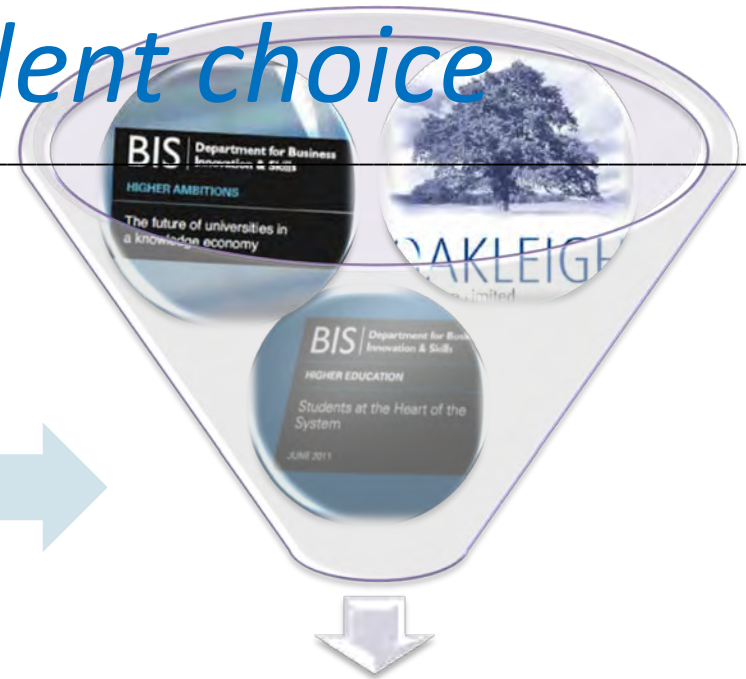 dent choice
BIS Department for Business
Innovation & Skills
HIGHER AMBITIONS
The future of universities in
a knowledge economy
OAKLEIGH
Limited
BIS Department for Busi
Innovation & Skills
HIGHER EDUCATION
Students at the Heart of the
System
JUNE 2011